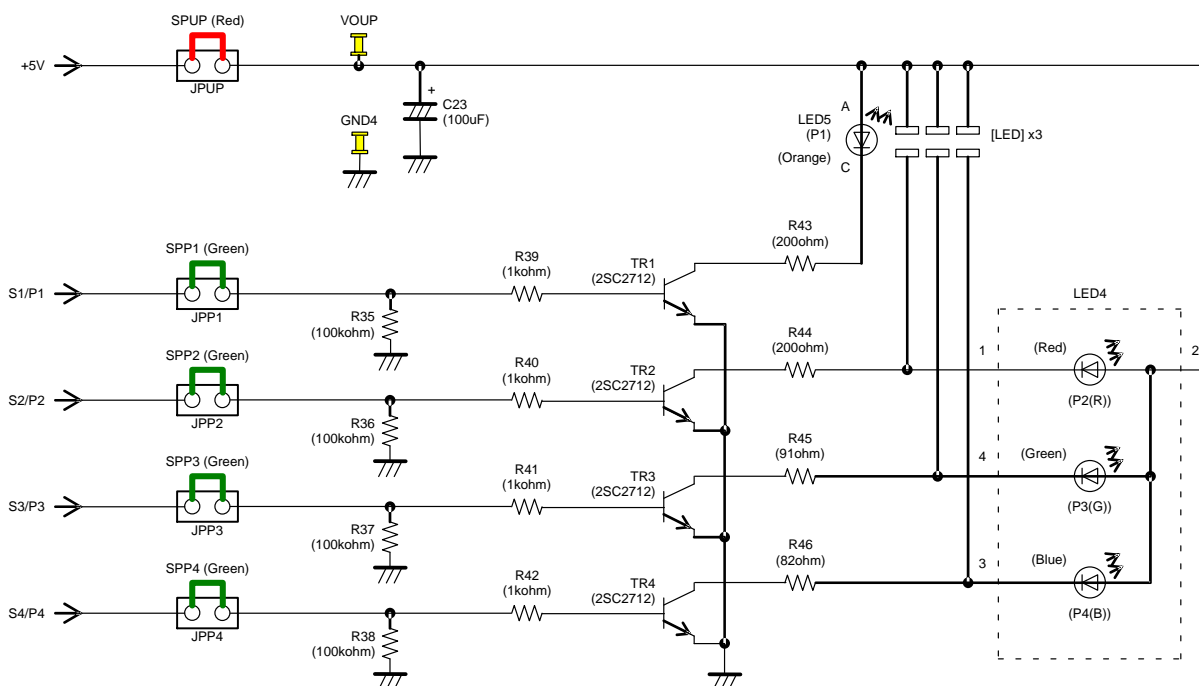 SPUP (Red)
VOUP
+5V
JPUP
+
C23
(100uF)
GND4
A
LED5
(P1)
(Orange)
C
[LED] x3
R43
(200ohm)
SPP1 (Green)
R39
(1kohm)
TR1
(2SC2712)
S1/P1
JPP1
R35
(100kohm)
LED4
R44
(200ohm)
1
(Red)
2
SPP2 (Green)
R40
(1kohm)
TR2
(2SC2712)
S2/P2
JPP2
(P2(R))
R36
(100kohm)
R45
(91ohm)
4
(Green)
SPP3 (Green)
R41
(1kohm)
TR3
(2SC2712)
S3/P3
JPP3
(P3(G))
R37
(100kohm)
R46
(82ohm)
3
(Blue)
SPP4 (Green)
R42
(1kohm)
TR4
(2SC2712)
S4/P4
JPP4
(P4(B))
R38
(100kohm)